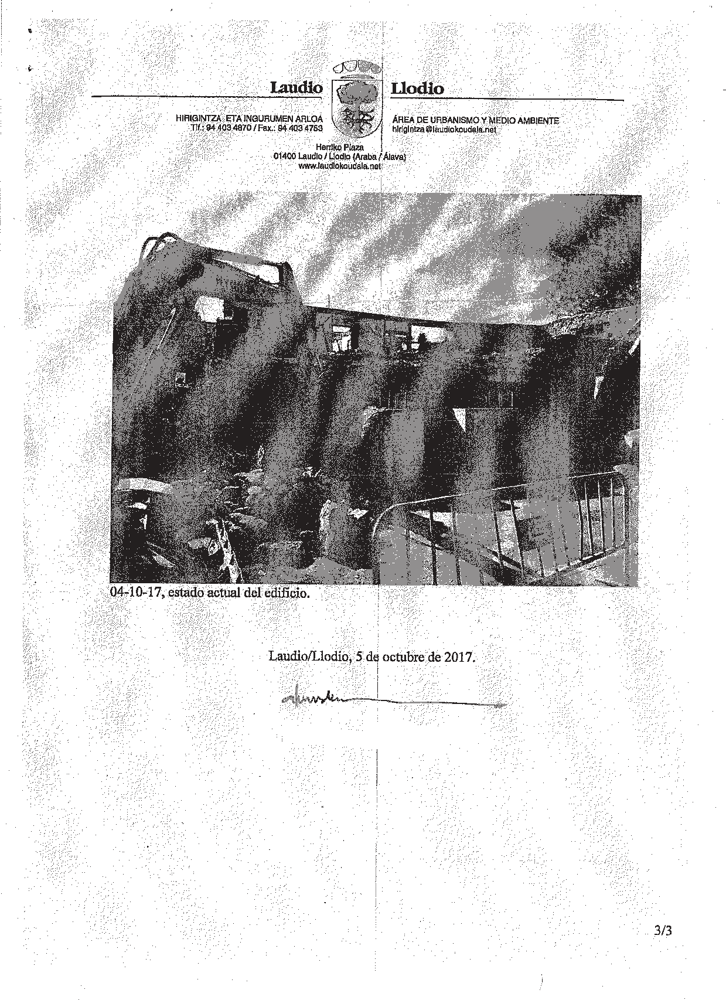 Laudio Llodio
HIRIGINTZA ETA INGURUMEN ARLOA
Tlf.: 94 403 4870 / Fax.: 94 403 4753
ÁREA DE URBANISMO Y MEDIO AMBIENTE
hirigintza@laudiokoudala.net
Herriko Plaza
01400 Laudio / Llodio (Araba / Álava)
www.laudiokoudala.net
04-10-17, estado actual del edificio.
Laudio/Llodio, 5 de octubre de 2017.
3/3